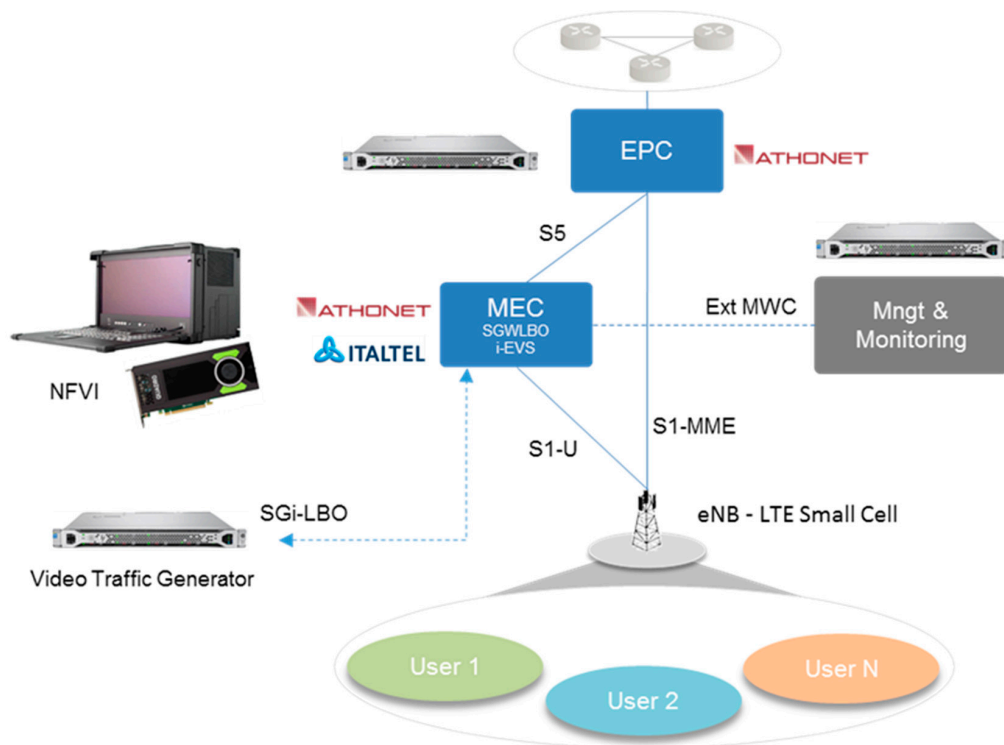 EPC
ATHONET
S5
ATHONET
ITALTEL
MEC
SGWLBO
i-EVS
Ext MWC
Mngt &
Monitoring
NFVI
S1-U
S1-MME
SGi-LBO
eNB - LTE Small Cell
Video Traffic Generator
User 1
User 2
User N